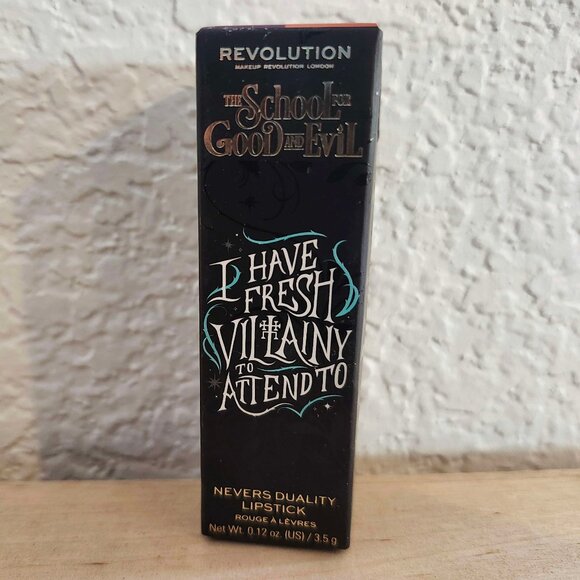 REVOLUTION
MAKEUP REVOLUTION LONDON
THE SCHOOL FOR
GOOD AND EVIL
I HAVE
FRESH
VILLAINY
TO
ATTEND TO
NEVERS DUALITY
LIPSTICK
ROUGE À LÈVRES
Net Wt. 0.12 oz. (US) / 3.5 g